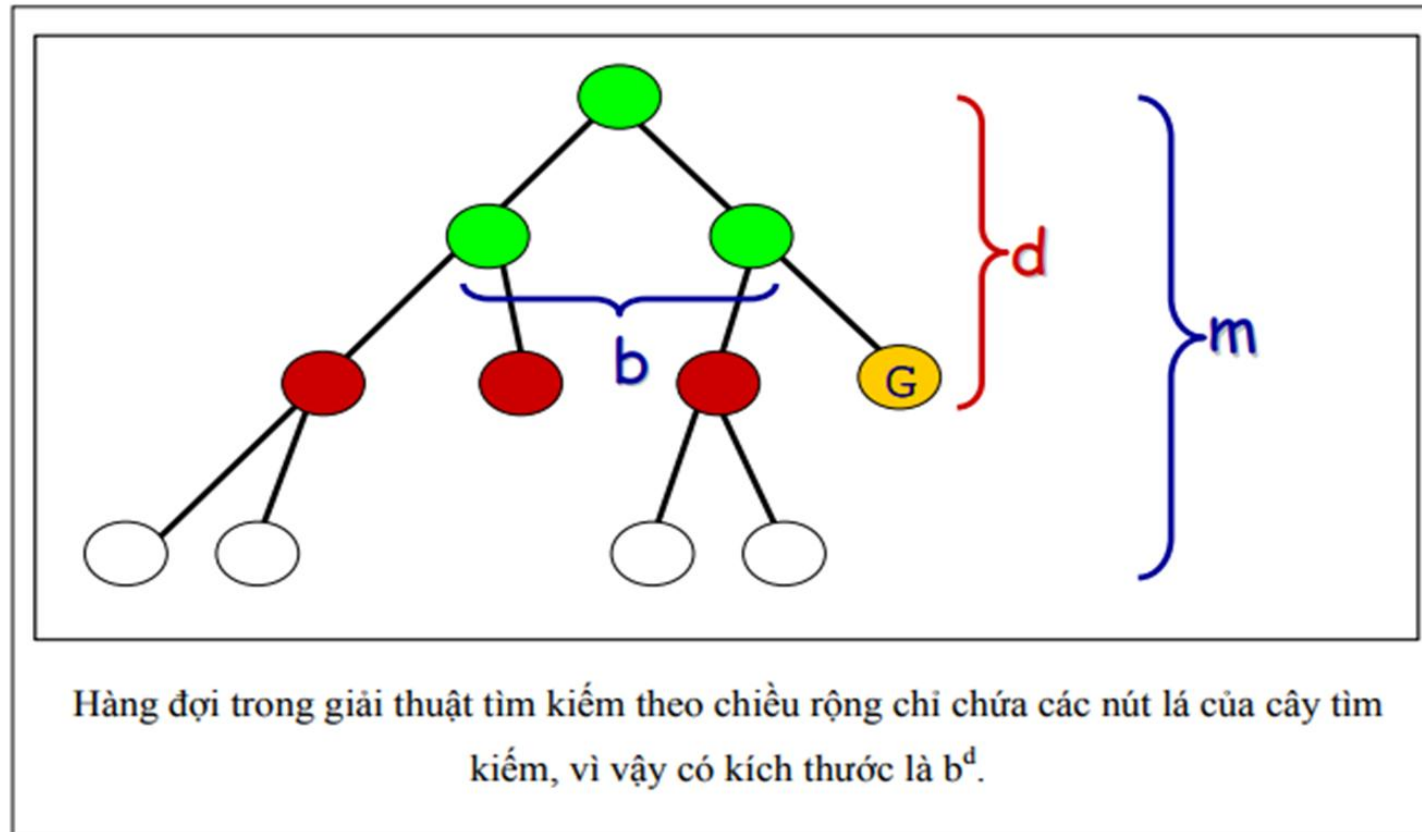 d
m
b
G
Hàng đợi trong giải thuật tìm kiếm theo chiều rộng chỉ chứa các nút lá của cây tìm
kiếm, vì vậy có kích thước là b^d.